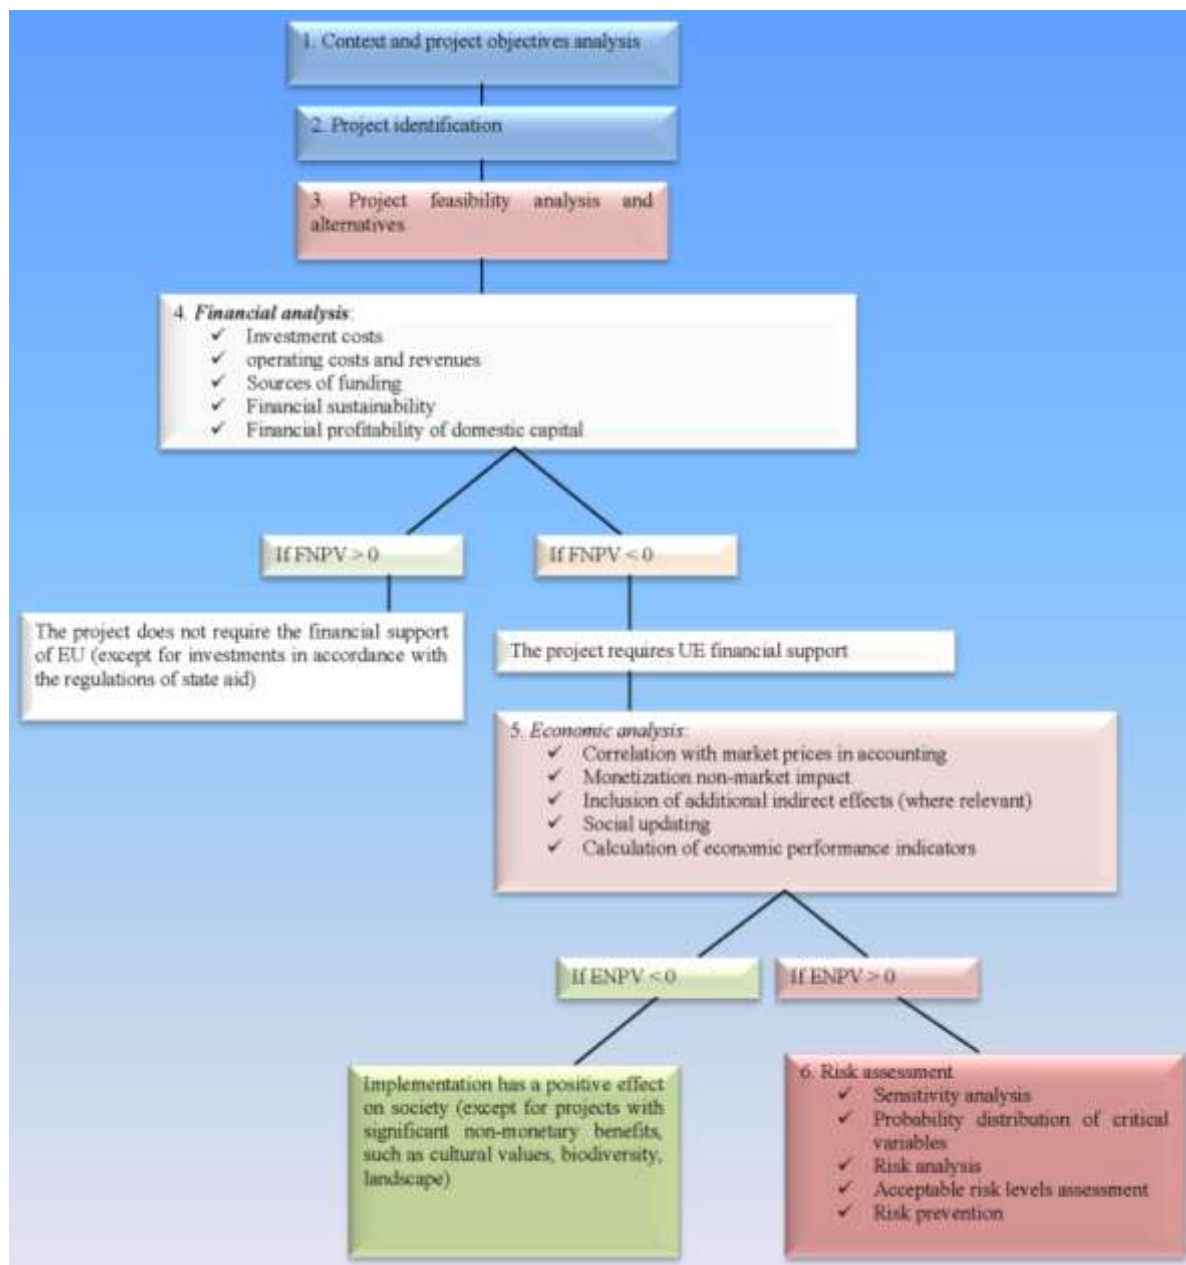 1. Context and project objectives analysis
2. Project identification
3. Project feasibility analysis and
alternatives
4. Financial analysis:
✓ Investment costs
✓ operating costs and revenues
✓ Sources of funding
✓ Financial sustainability
✓ Financial profitability of domestic capital
If FNPV > 0
If FNPV < 0
The project does not require the financial support
of EU (except for investments in accordance with
the regulations of state aid)
The project requires UE financial support
5. Economic analysis:
✓ Correlation with market prices in accounting
✓ Monetization non-market impact
✓ Inclusion of additional indirect effects (where relevant)
✓ Social updating
✓ Calculation of economic performance indicators
If ENPV < 0
If ENPV > 0
Implementation has a positive effect
on society (except for projects with
significant non-monetary benefits,
such as cultural values, biodiversity,
landscape)
6. Risk assessment
✓ Sensitivity analysis
✓ Probability distribution of critical
variables
✓ Risk analysis
✓ Acceptable risk levels assessment
✓ Risk prevention